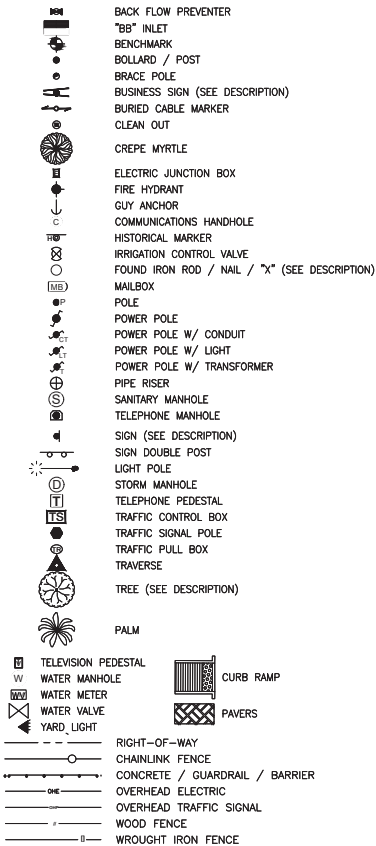 BACK FLOW PREVENTER
"BB" INLET
BENCHMARK
BOLLARD / POST
BRACE POLE
BUSINESS SIGN (SEE DESCRIPTION)
BURIED CABLE MARKER
CLEAN OUT
CREPE MYRTLE
ELECTRIC JUNCTION BOX
FIRE HYDRANT
GUY ANCHOR
C COMMUNICATIONS HANDHOLE
HISTORICAL MARKER
IRRIGATION CONTROL VALVE
FOUND IRON ROD / NAIL / "X" (SEE DESCRIPTION)
MB MAILBOX
P POLE
POWER POLE
CT POWER POLE W/ CONDUIT
LT POWER POLE W/ LIGHT
T POWER POLE W/ TRANSFORMER
PIPE RISER
S SANITARY MANHOLE
TELEPHONE MANHOLE
SIGN (SEE DESCRIPTION)
SIGN DOUBLE POST
LIGHT POLE
D STORM MANHOLE
T TELEPHONE PEDESTAL
TS TRAFFIC CONTROL BOX
TRAFFIC SIGNAL POLE
TR TRAFFIC PULL BOX
TRAVERSE
TREE (SEE DESCRIPTION)
PALM
TELEVISION PEDESTAL
W WATER MANHOLE
WV WATER METER
WATER VALVE
YARD LIGHT
CURB RAMP
PAVERS
RIGHT-OF-WAY
CHAINLINK FENCE
CONCRETE / GUARDRAIL / BARRIER
OHE OVERHEAD ELECTRIC
OVERHEAD TRAFFIC SIGNAL
WOOD FENCE
WROUGHT IRON FENCE